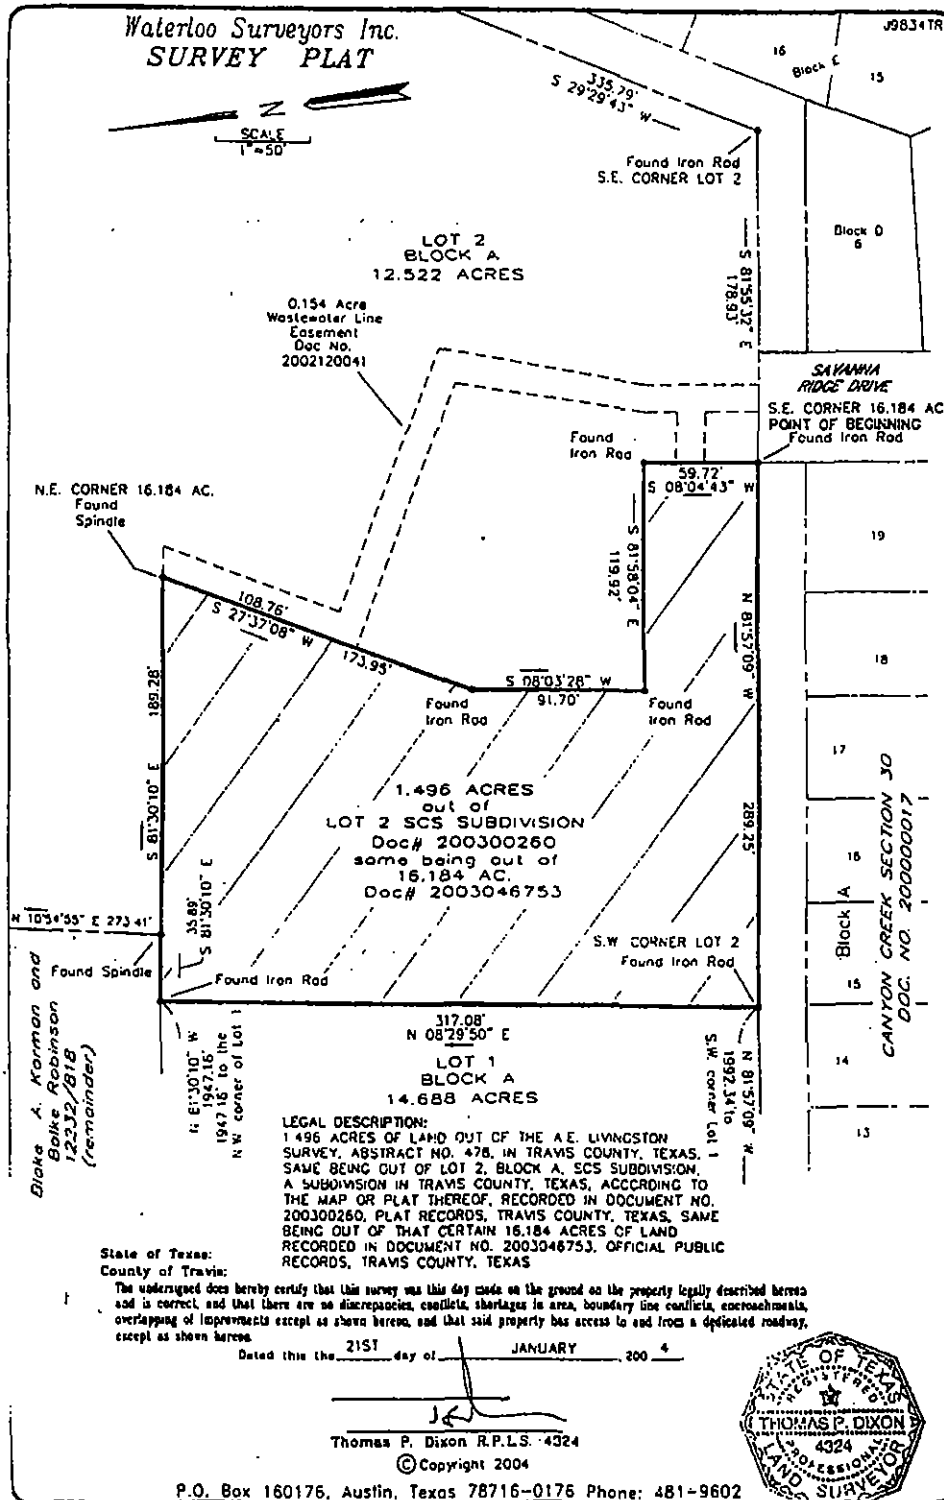 Waterloo Surveyors Inc.
SURVEY PLAT
J9834TR
N
SCALE
1"=50'
335.79'
S 29°29'43" W
16
Block E
15
Found Iron Rod
S.E. CORNER LOT 2
Block D
6
LOT 2
BLOCK A
12.522 ACRES
S 81°55'32" E
178.93'
0.154 Acre
Wastewater Line
Easement
Doc No.
2002120041
SAVANNA
RIDGE DRIVE
S.E. CORNER 16.184 AC
POINT OF BEGINNING
Found Iron Rod
Found
Iron Rod
59.72'
S 08°04'43" W
N.E. CORNER 16.184 AC.
Found
Spindle
S 81°58'04" E
119.92'
19
108.76'
S 27°37'08" W
173.95'
N 81°57'09" W
289.25'
18
189.28'
S 81°30'10" E
S 08°03'28" W
91.70'
Found
Iron Rod
Found
Iron Rod
17
1.496 ACRES
out of
LOT 2 SCS SUBDIVISION
Doc# 200300260
same being out of
16.184 AC.
Doc# 2003046753
16
Block A
CANYON CREEK SECTION 30
DOC. NO. 200000017
N 10°54'55" E 273.41'
35.89'
S 81°30'10" E
S.W CORNER LOT 2
Found Iron Rod
Found Spindle
Found Iron Rod
15
317.08'
N 08°29'50" E
14
LOT 1
BLOCK A
14.688 ACRES
13
Blake A. Korman and
Balke Robinson
12232/818
(remainder)
N 81°30'10" W
1947.16'
1947.16' to the
N W corner of Lot 1
N 81°57'09" W
1992.34'to
S.W. corner Lot 1
LEGAL DESCRIPTION:
1 496 ACRES OF LAND OUT OF THE A.E. LIVINGSTON
SURVEY, ABSTRACT NO. 478, IN TRAVIS COUNTY, TEXAS.
SAME BEING OUT OF LOT 2, BLOCK A, SCS SUBDIVISION,
A SUBDIVISION IN TRAVIS COUNTY, TEXAS, ACCORDING TO
THE MAP OR PLAT THEREOF, RECORDED IN DOCUMENT NO.
200300260, PLAT RECORDS, TRAVIS COUNTY, TEXAS, SAME
BEING OUT OF THAT CERTAIN 16.184 ACRES OF LAND
RECORDED IN DOCUMENT NO. 2003046753, OFFICIAL PUBLIC
RECORDS, TRAVIS COUNTY, TEXAS
State of Texas:
County of Travis:
The undersigned does hereby certify that this survey was this day made on the ground on the property legally described hereon
and is correct, and that there are no discrepancies, conflicts, shortages in area, boundary line conflicts, encroachments,
overlapping of improvements except as shown hereon, and that said property has access to and from a dedicated roadway,
except as shown hereon.
Dated this the 21ST day of JANUARY 200 4
Thomas P. Dixon R.P.L.S. 4324
© Copyright 2004
STATE OF TEXAS
REGISTERED
THOMAS P. DIXON
4324
PROFESSIONAL
LAND SURVEYOR
P.O. Box 160176, Austin, Texas 78716-0176 Phone: 481-9602